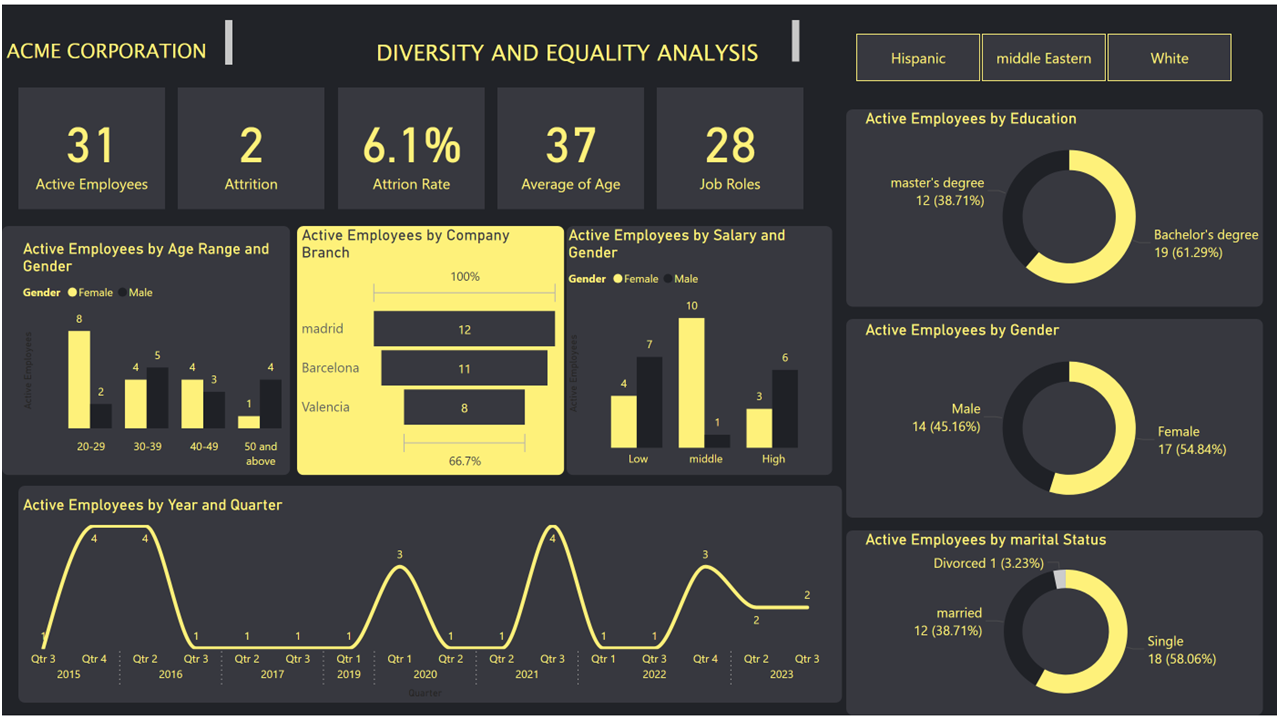 ACME CORPORATION
DIVERSITY AND EQUALITY ANALYSIS
Hispanic
middle Eastern
White
31
Active Employees
2
Attrition
6.1%
Attrion Rate
37
Average of Age
28
Job Roles
Active Employees by Age Range and
Gender
Gender Female Male
Active Employees
8
2
4
5
4
3
1
4
20-29
30-39
40-49
50 and
above
Active Employees by Company
Branch
100%
madrid
12
Barcelona
11
Valencia
8
66.7%
Active Employees by Salary and
Gender
Gender Female Male
Active Employees
4
7
10
1
3
6
Low
middle
High
Active Employees by Year and Quarter
1
4
4
1
1
1
1
3
1
1
4
1
1
3
2
2
Qtr 3
Qtr 4
Qtr 2
Qtr 3
Qtr 2
Qtr 3
Qtr 1
Qtr 1
Qtr 2
Qtr 2
Qtr 3
Qtr 1
Qtr 3
Qtr 4
Qtr 2
Qtr 3
2015
2016
2017
2019
2020
2021
2022
2023
Quarter
Active Employees by Education
master's degree
12 (38.71%)
Bachelor's degree
19 (61.29%)
Active Employees by Gender
Male
14 (45.16%)
Female
17 (54.84%)
Active Employees by marital Status
Divorced 1 (3.23%)
married
12 (38.71%)
Single
18 (58.06%)